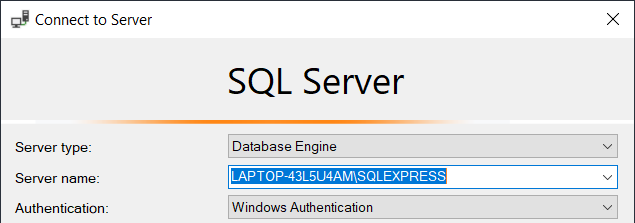 Connect to Server
SQL Server
Server type: Database Engine
Server name: LAPTOP-43L5U4AM\SQLEXPRESS
Authentication: Windows Authentication